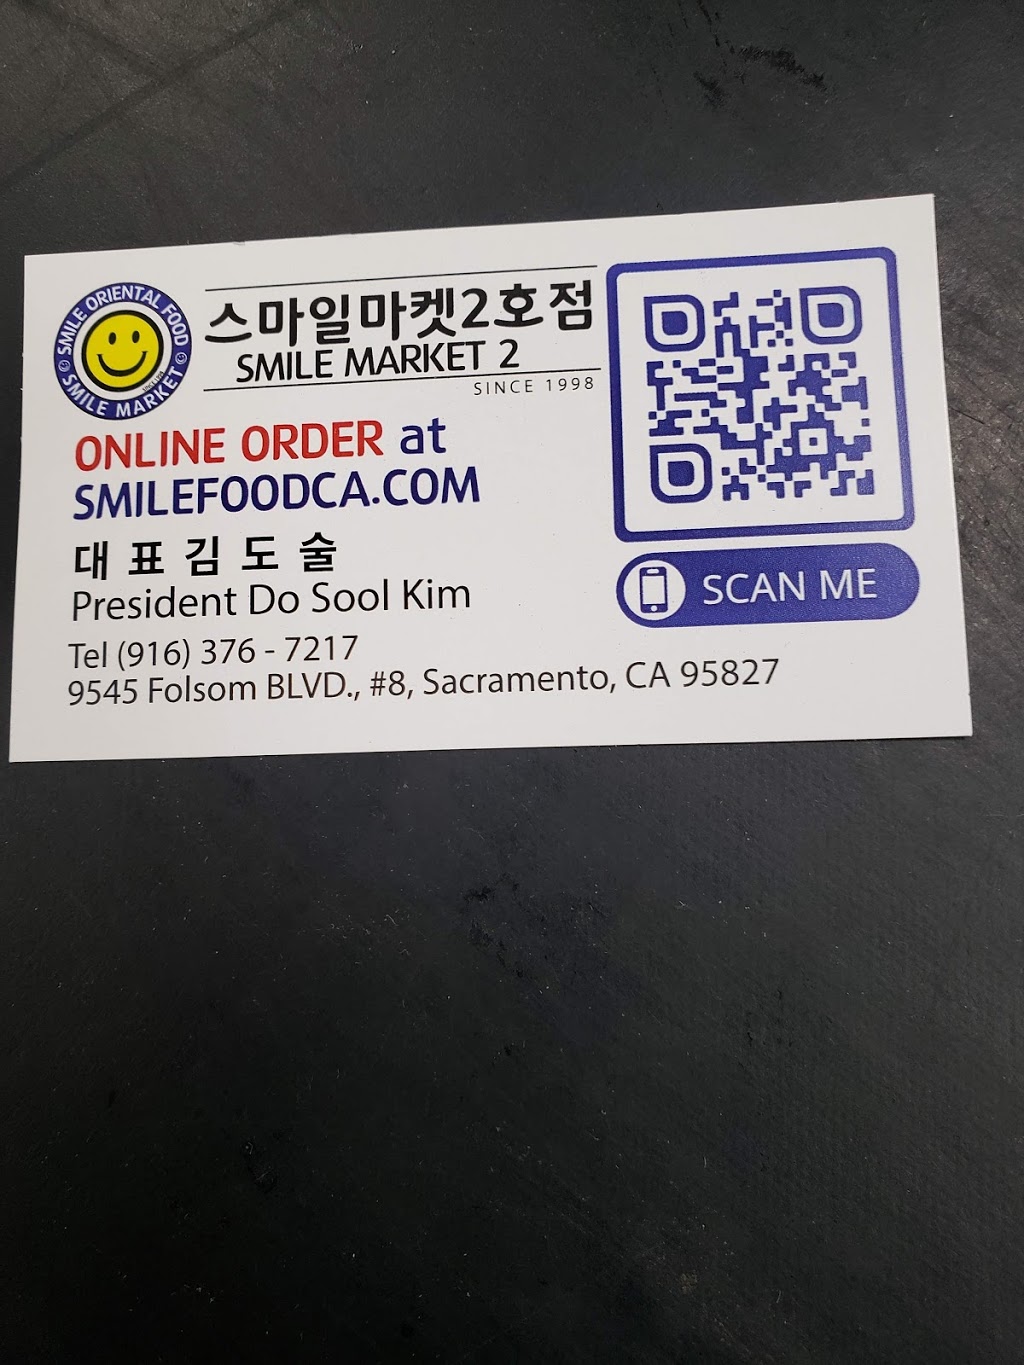 SMILE ORIENTAL FOOD
SMILE MARKET
스마일마켓2호점
SMILE MARKET 2
SINCE 1998
ONLINE ORDER at
SMILEFOODCA.COM
대 표 김 도 술
President Do Sool Kim
Tel (916) 376 - 7217
9545 Folsom BLVD., #8, Sacramento, CA 95827
SCAN ME